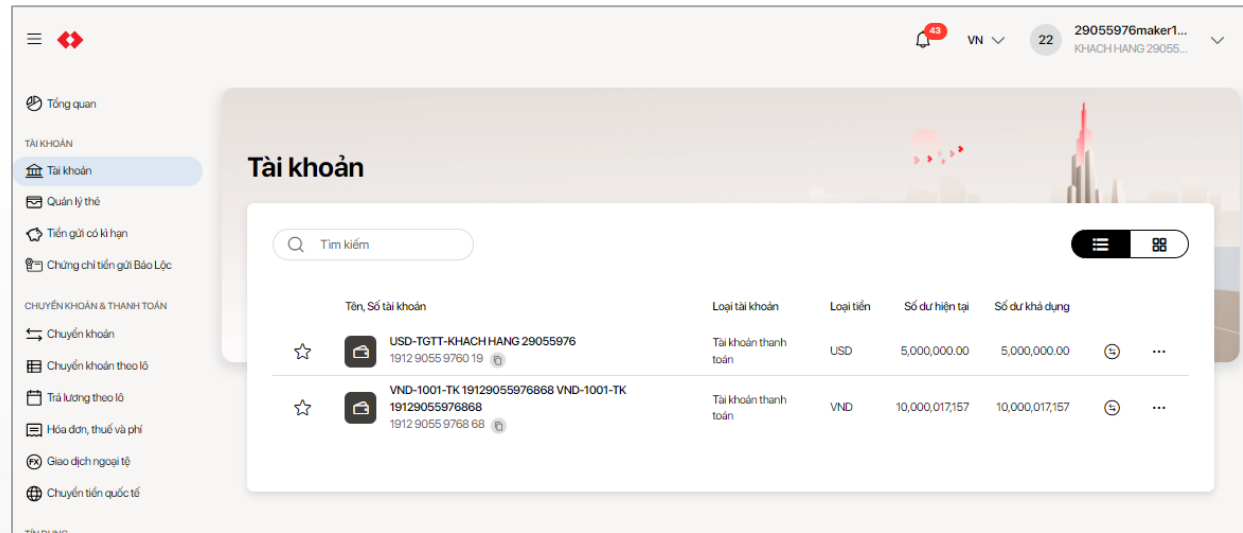 43
VN
22
29055976maker1...
KHACH HANG 29055...
Tổng quan
TÀI KHOẢN
Tài khoản
Quản lý thẻ
Tiền gửi có kì hạn
Chứng chỉ tiền gửi Bảo Lộc
CHUYỂN KHOẢN & THANH TOÁN
Chuyển khoản
Chuyển khoản theo lô
Trả lương theo lô
Hóa đơn, thuế và phí
FX
Giao dịch ngoại tệ
Chuyển tiền quốc tế
TÍN DỤNG
Tài khoản
Tìm kiếm
Tên, Số tài khoản Loại tài khoản Loại tiền Số dư hiện tại Số dư khả dụng
USD-TGTT-KHACH HANG 29055976
1912 9055 9760 19
Tài khoản thanh
toán
USD 5,000,000.00 5,000,000.00
VND-1001-TK 19129055976868 VND-1001-TK
19129055976868
1912 9055 9768 68
Tài khoản thanh
toán
VND 10,000,017,157 10,000,017,157